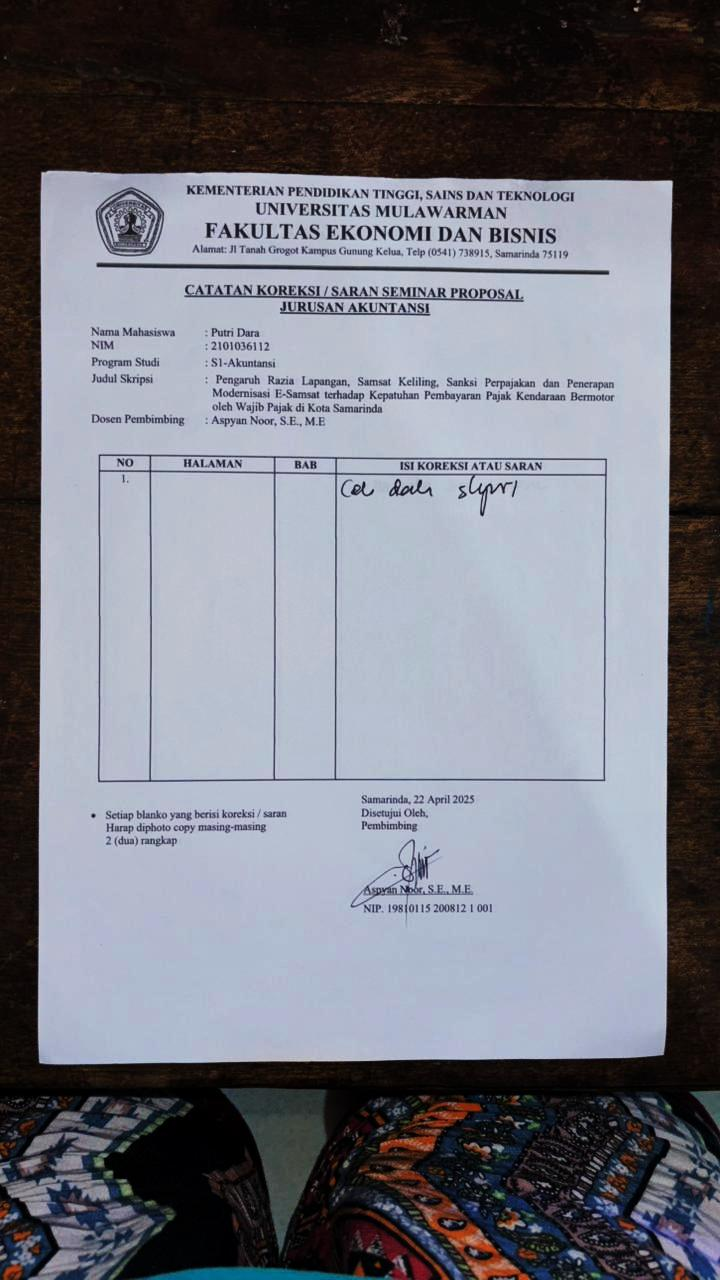 KEMENTERIAN PENDIDIKAN TINGGI, SAINS DAN TEKNOLOGI
UNIVERSITAS MULAWARMAN
FAKULTAS EKONOMI DAN BISNIS
Alamat: Jl Tanah Grogot Kampus Gunung Kelua, Telp (0541) 738915, Samarinda 75119
CATATAN KOREKSI / SARAN SEMINAR PROPOSAL
JURUSAN AKUNTANSI
Nama Mahasiswa : Putri Dara
NIM : 2101036112
Program Studi : S1-Akuntansi
Judul Skripsi : Pengaruh Razia Lapangan, Samsat Keliling, Sanksi Perpajakan dan Penerapan
Modernisasi E-Samsat terhadap Kepatuhan Pembayaran Pajak Kendaraan Bermotor
oleh Wajib Pajak di Kota Samarinda
Dosen Pembimbing : Aspyan Noor, S.E., M.E
NO HALAMAN BAB ISI KOREKSI ATAU SARAN
1.
Samarinda, 22 April 2025
Disetujui Oleh,
Pembimbing
• Setiap blanko yang berisi koreksi / saran
Harap diphoto copy masing-masing
2 (dua) rangkap
Aspyan Noor, S.E., M.E.
NIP. 19810115 200812 1 001